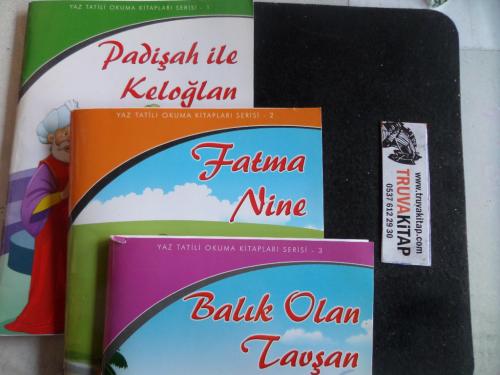 YAZ TATİLİ OKUMA KİTAPLARI SERİSİ - 1
Padişah ile
Keloğlan
YAZ TATİLİ OKUMA KİTAPLARI SERİSİ - 2
Fatma
Nine
YAZ TATİLİ OKUMA KİTAPLARI SERİSİ - 3
Balık Olan
Tavşan
www.truvakitap.com
TRUVAKİTAP
0537 612 29 30